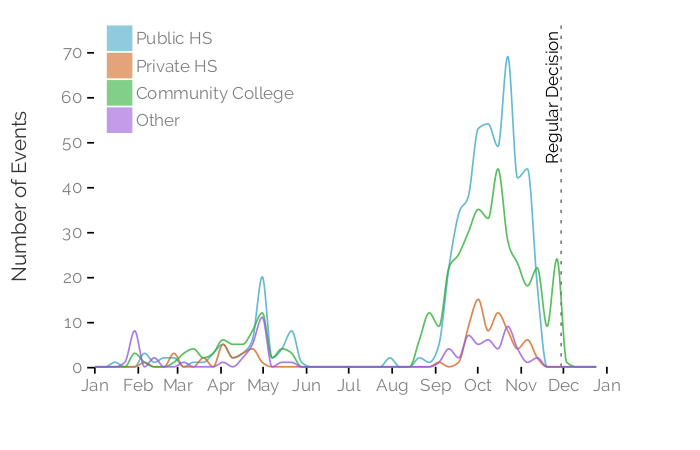 Public HS
Private HS
Community College
Other
Regular Decision
Number of Events
70
60
50
40
30
20
10
0
Jan Feb Mar Apr May Jun Jul Aug Sep Oct Nov Dec Jan